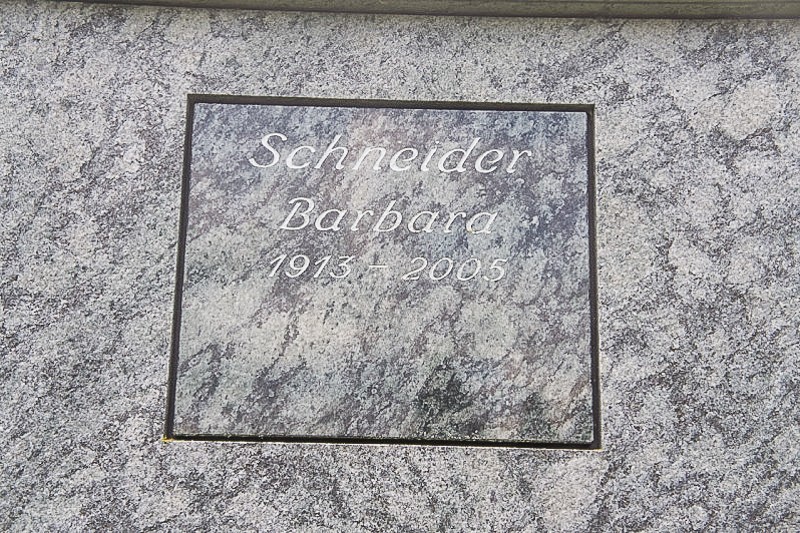 Schneider
Barbara
1913 – 2005